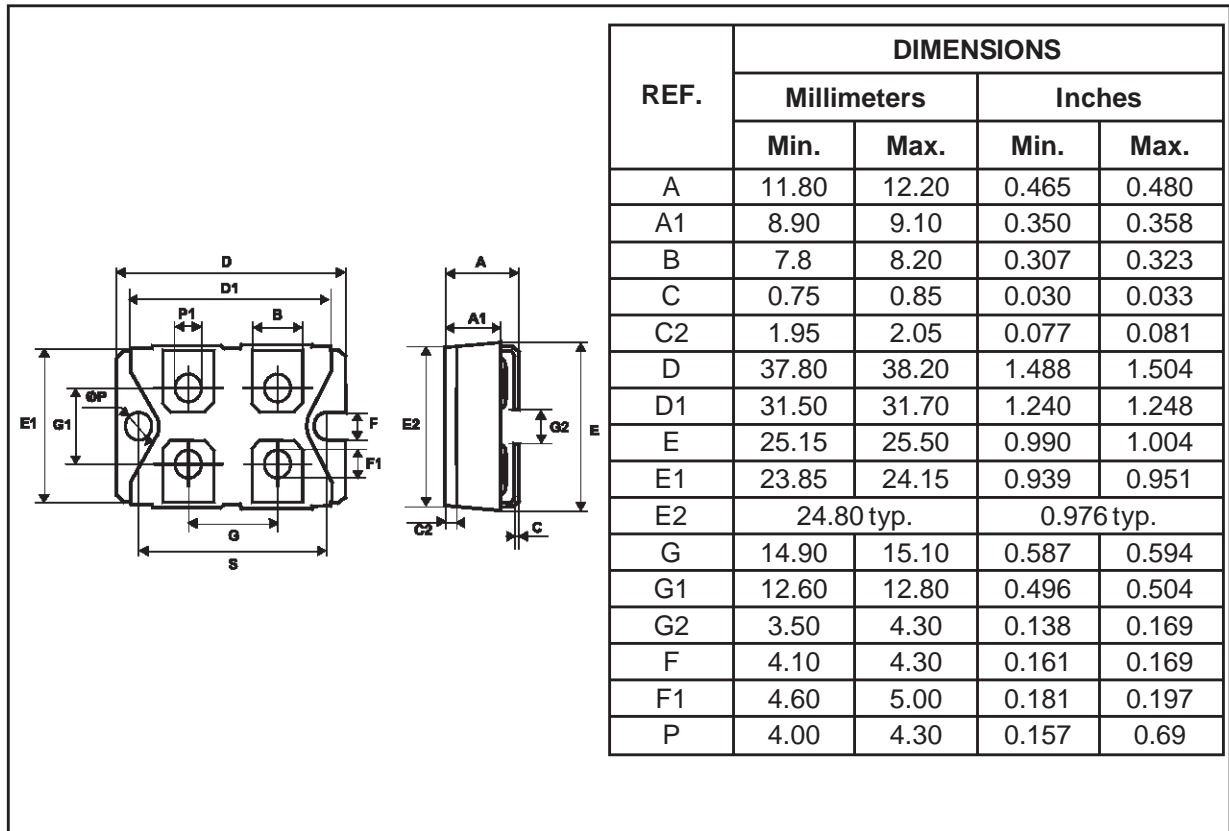 D
D1
P1
B
ØP
E1
G1
F
F1
G
S
A
A1
E2
G2
E
C2
C
REF.
DIMENSIONS
Millimeters Inches
Min. Max. Min. Max.
A 11.80 12.20 0.465 0.480
A1 8.90 9.10 0.350 0.358
B 7.8 8.20 0.307 0.323
C 0.75 0.85 0.030 0.033
C2 1.95 2.05 0.077 0.081
D 37.80 38.20 1.488 1.504
D1 31.50 31.70 1.240 1.248
E 25.15 25.50 0.990 1.004
E1 23.85 24.15 0.939 0.951
E2 24.80 typ. 0.976 typ.
G 14.90 15.10 0.587 0.594
G1 12.60 12.80 0.496 0.504
G2 3.50 4.30 0.138 0.169
F 4.10 4.30 0.161 0.169
F1 4.60 5.00 0.181 0.197
P 4.00 4.30 0.157 0.69